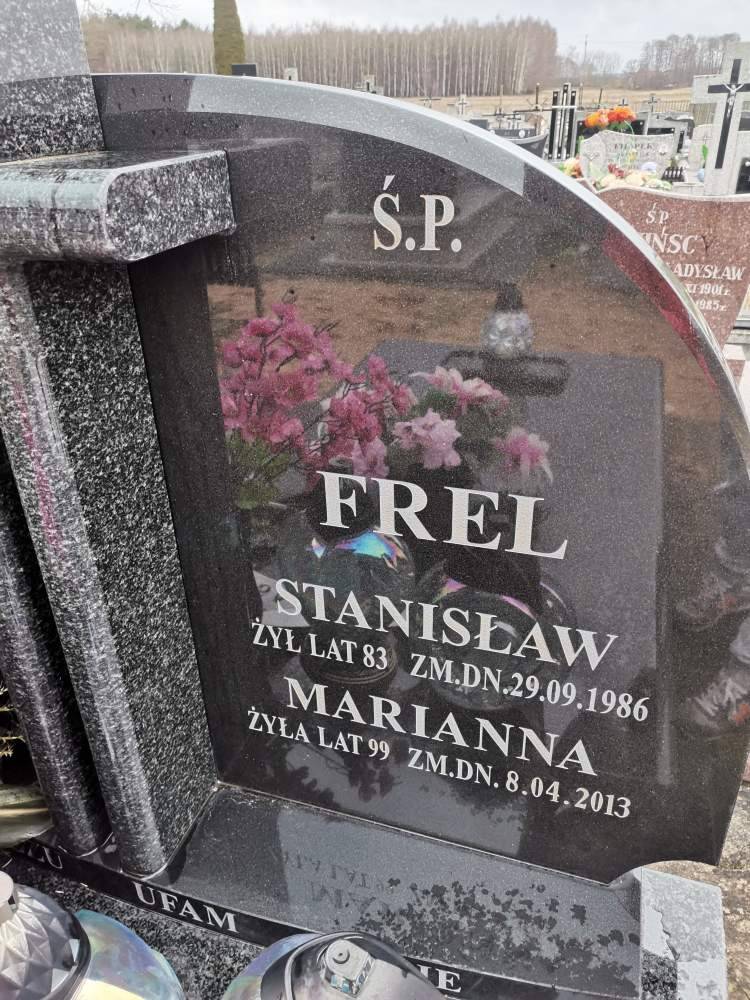 Ś.P.
FREL
STANISŁAW
ŻYŁ LAT 83 ZM.DN.29.09.1986
MARIANNA
ŻYŁA LAT 99 ZM.DN. 8.04.2013
UFAM
Ś.P.